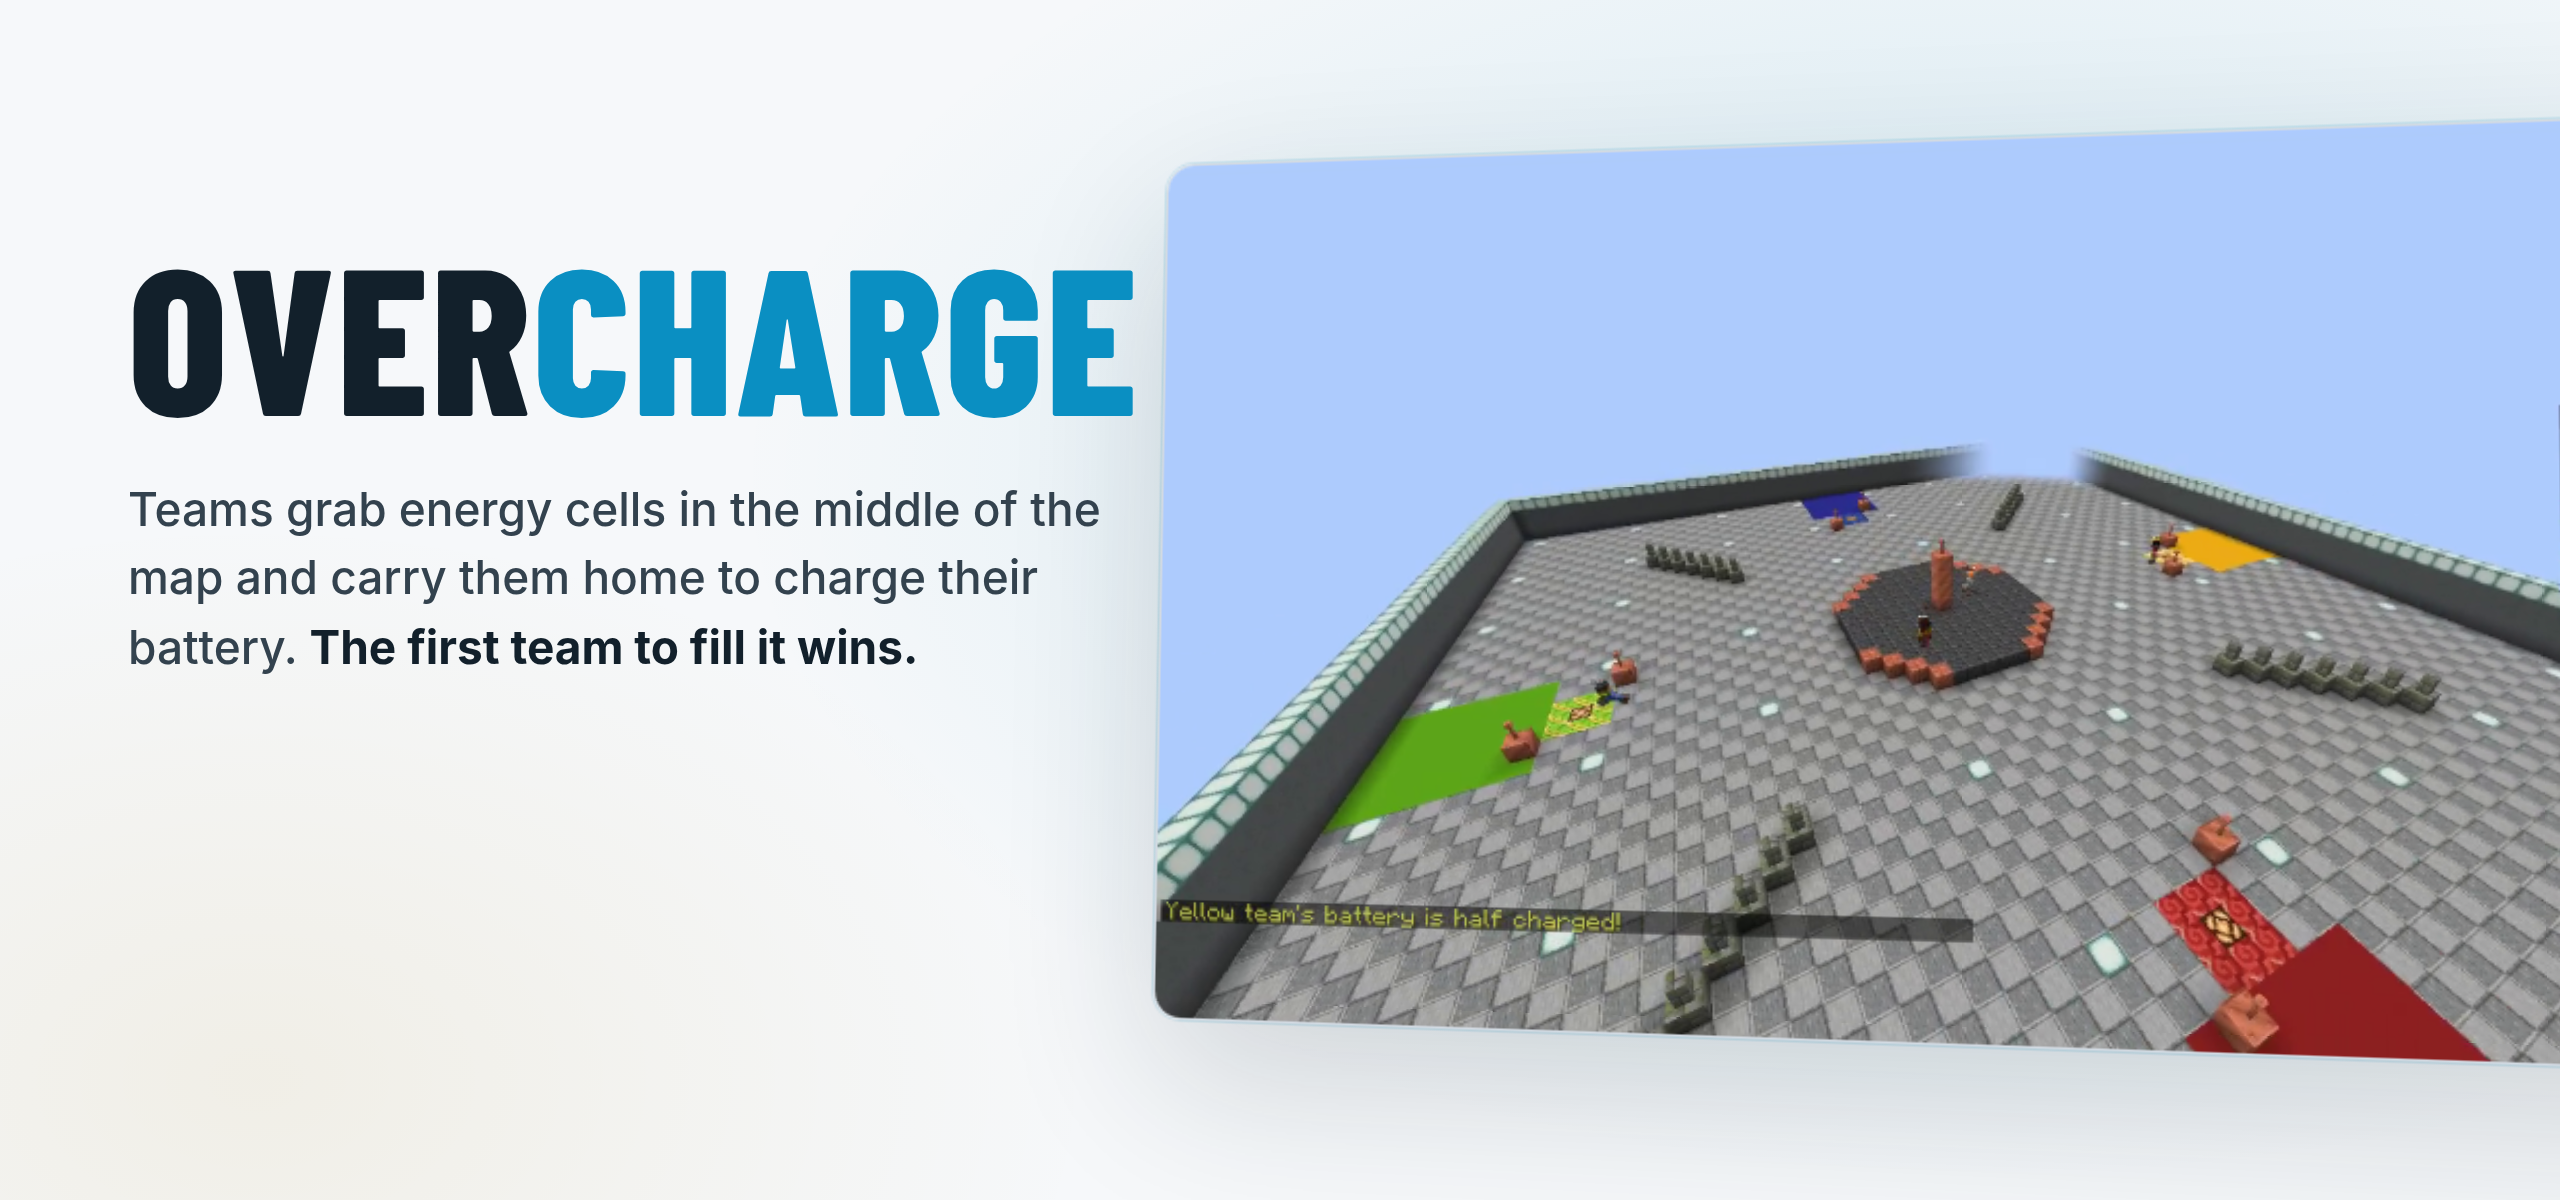 OVERCHARGE
Teams grab energy cells in the middle of the
map and carry them home to charge their
battery. The first team to fill it wins.
Yellow team's battery is half charged!